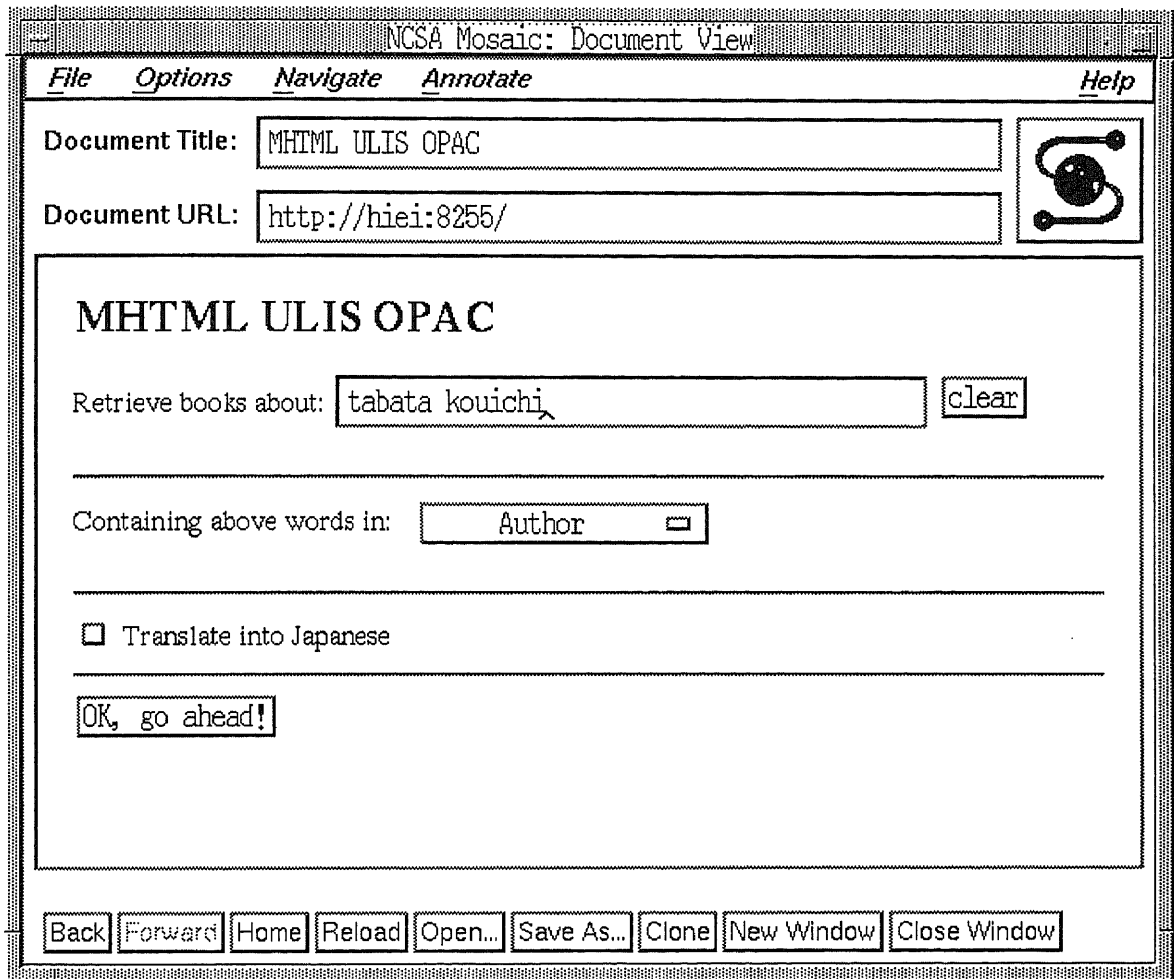 NCSA Mosaic: Document View
File Options Navigate Annotate Help
Document Title: MHTML ULIS OPAC
Document URL: http://hiei:8255/
MHTML ULIS OPAC
Retrieve books about: tabata kouichi clear
Containing above words in: Author
Translate into Japanese
OK, go ahead!
Back Forward Home Reload Open... Save As... Clone New Window Close Window